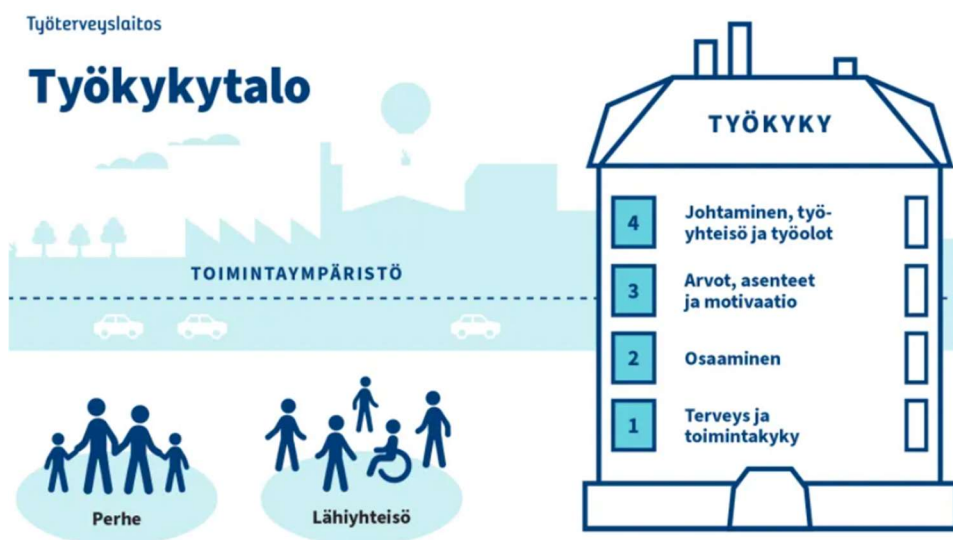 Työterveyslaitos
Työkykytalo
TOIMINTAYMPÄRISTÖ
Perhe
Lähiyhteisö
TYÖKYKY
4
Johtaminen, työ-
yhteisö ja työolot
3
Arvot, asenteet
ja motivaatio
2
Osaaminen
1
Terveys ja
toimintakyky